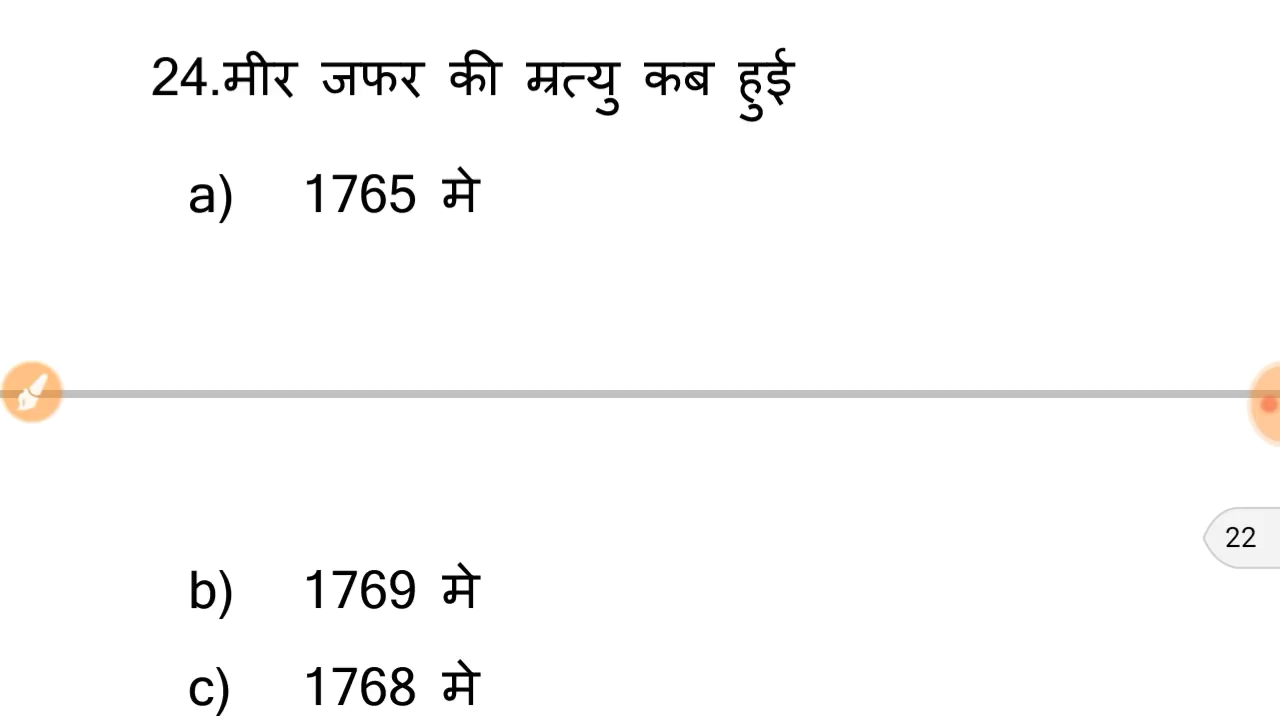 24.मीर जफर की म्रत्यु कब हुई
a) 1765 मे
22
b) 1769 मे
c) 1768 मे